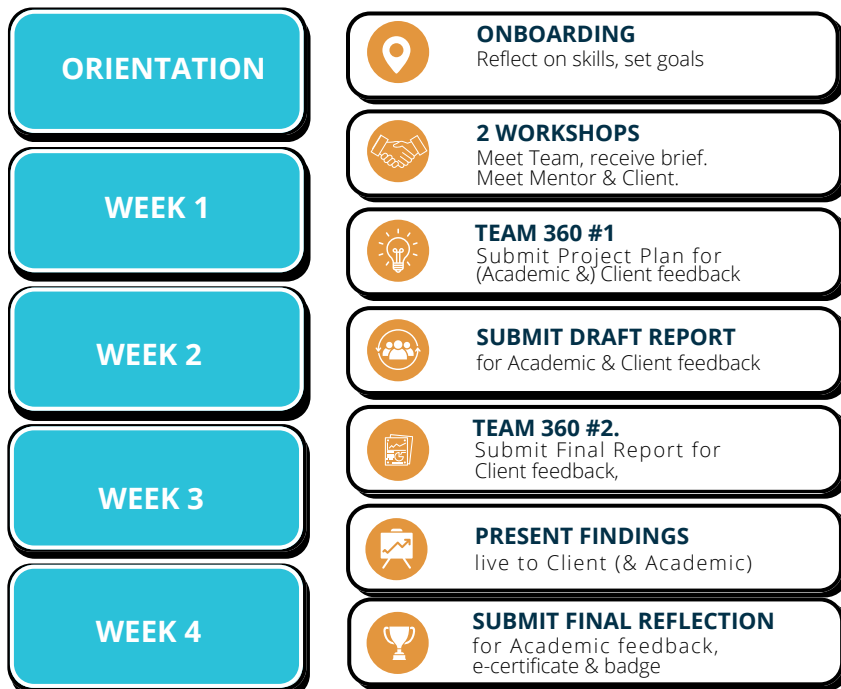 ORIENTATION
WEEK 1
WEEK 2
WEEK 3
WEEK 4
ONBOARDING
Reflect on skills, set goals
2 WORKSHOPS
Meet Team, receive brief.
Meet Mentor & Client.
TEAM 360 #1
Submit Project Plan for
(Academic &) Client feedback
SUBMIT DRAFT REPORT
for Academic & Client feedback
TEAM 360 #2.
Submit Final Report for
Client feedback,
PRESENT FINDINGS
live to Client (& Academic)
SUBMIT FINAL REFLECTION
for Academic feedback,
e-certificate & badge